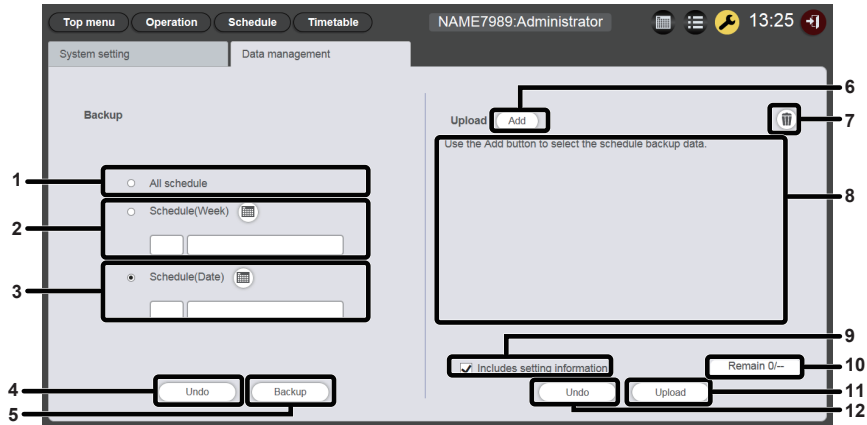 Top menu Operation Schedule Timetable NAME7989:Administrator 13:25
System setting Data management
Backup
1 All schedule
2 Schedule(Week)
3 Schedule(Date)
4 Undo
5 Backup
6
Upload Add 7
Use the Add button to select the schedule backup data.
8
9
Includes setting information Remain 0/-- 10
Undo Upload 11
12